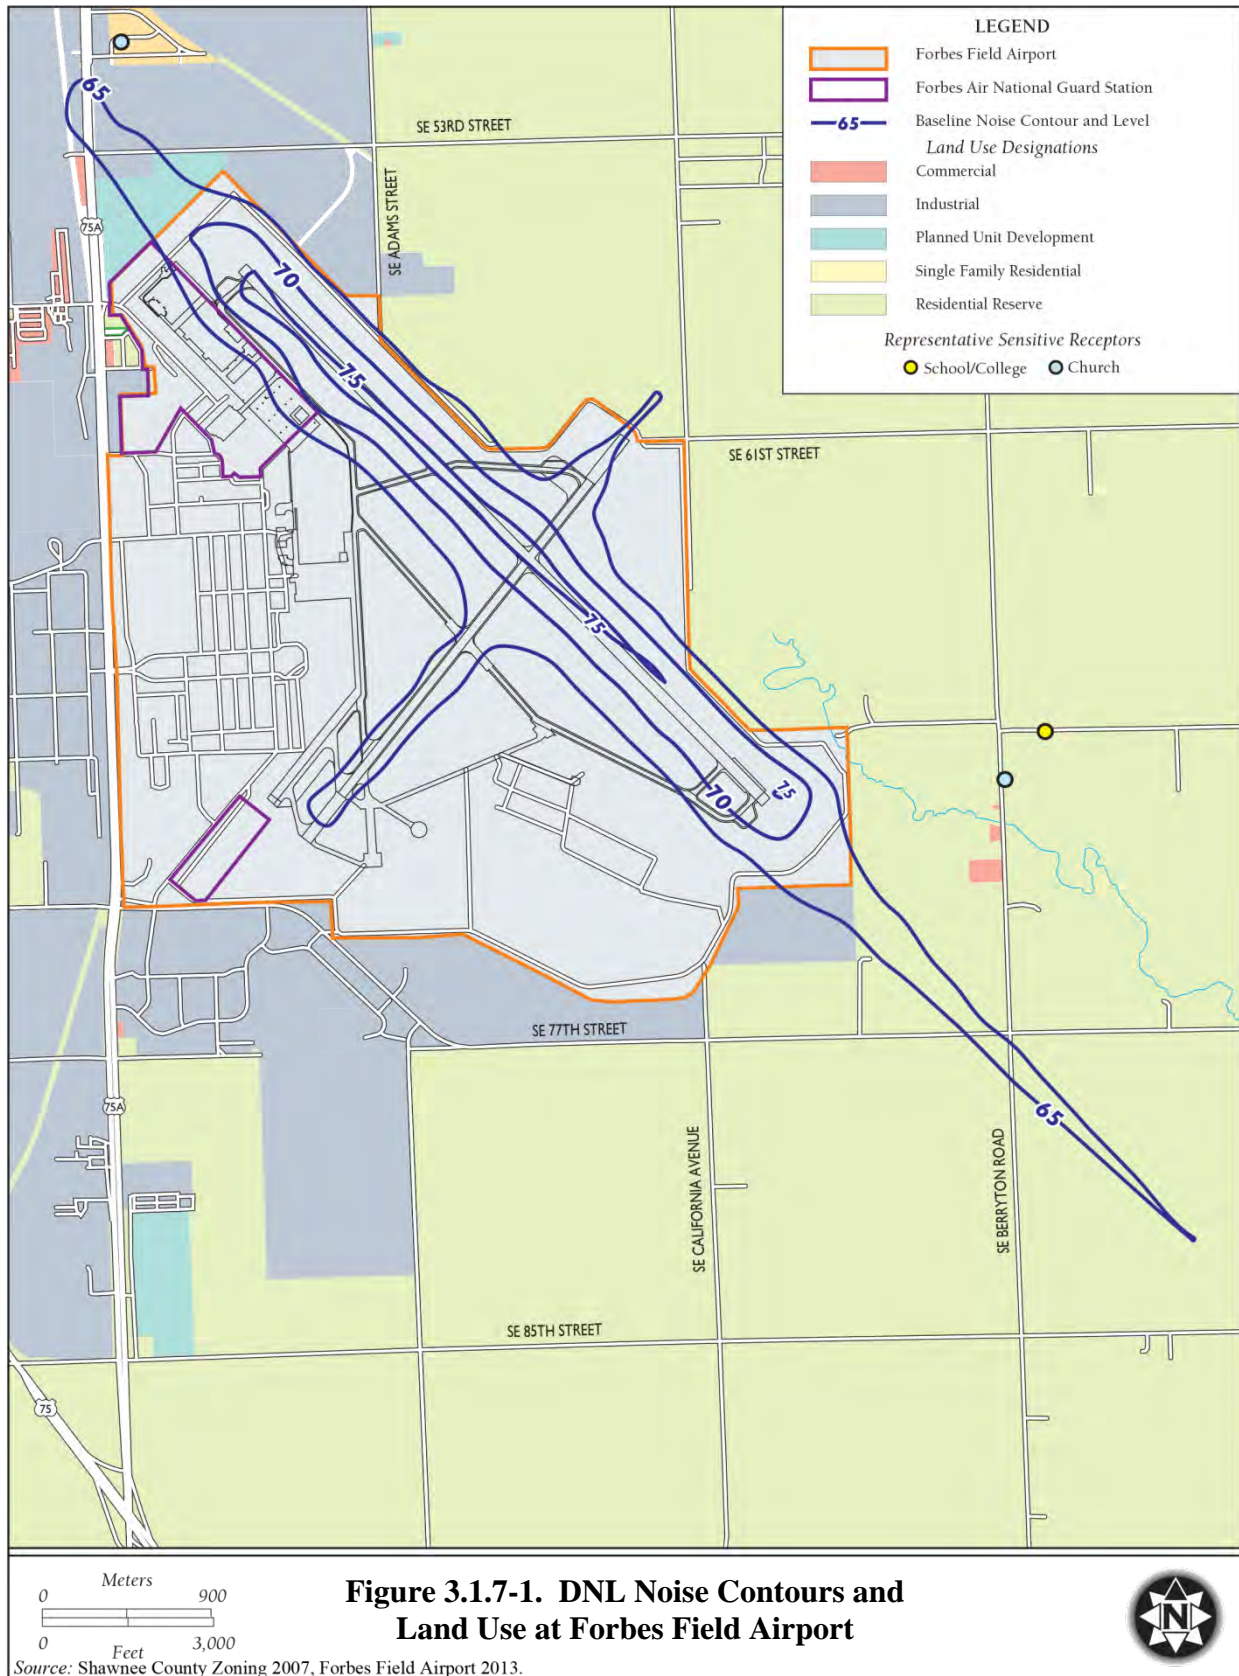 LEGEND
Forbes Field Airport
Forbes Air National Guard Station
65
Baseline Noise Contour and Level
Land Use Designations
Commercial
Industrial
Planned Unit Development
Single Family Residential
Residential Reserve
Representative Sensitive Receptors
School/College
Church
65
SE 53RD STREET
SE ADAMS STREET
75A
70
75
SE 61ST STREET
75
75
70
SE 77TH STREET
75A
65
SE CALIFORNIA AVENUE
SE BERRYTON ROAD
SE 85TH STREET
75
Meters
0 900
0 3,000
Feet
Figure 3.1.7-1. DNL Noise Contours and
Land Use at Forbes Field Airport
N
Source: Shawnee County Zoning 2007, Forbes Field Airport 2013.